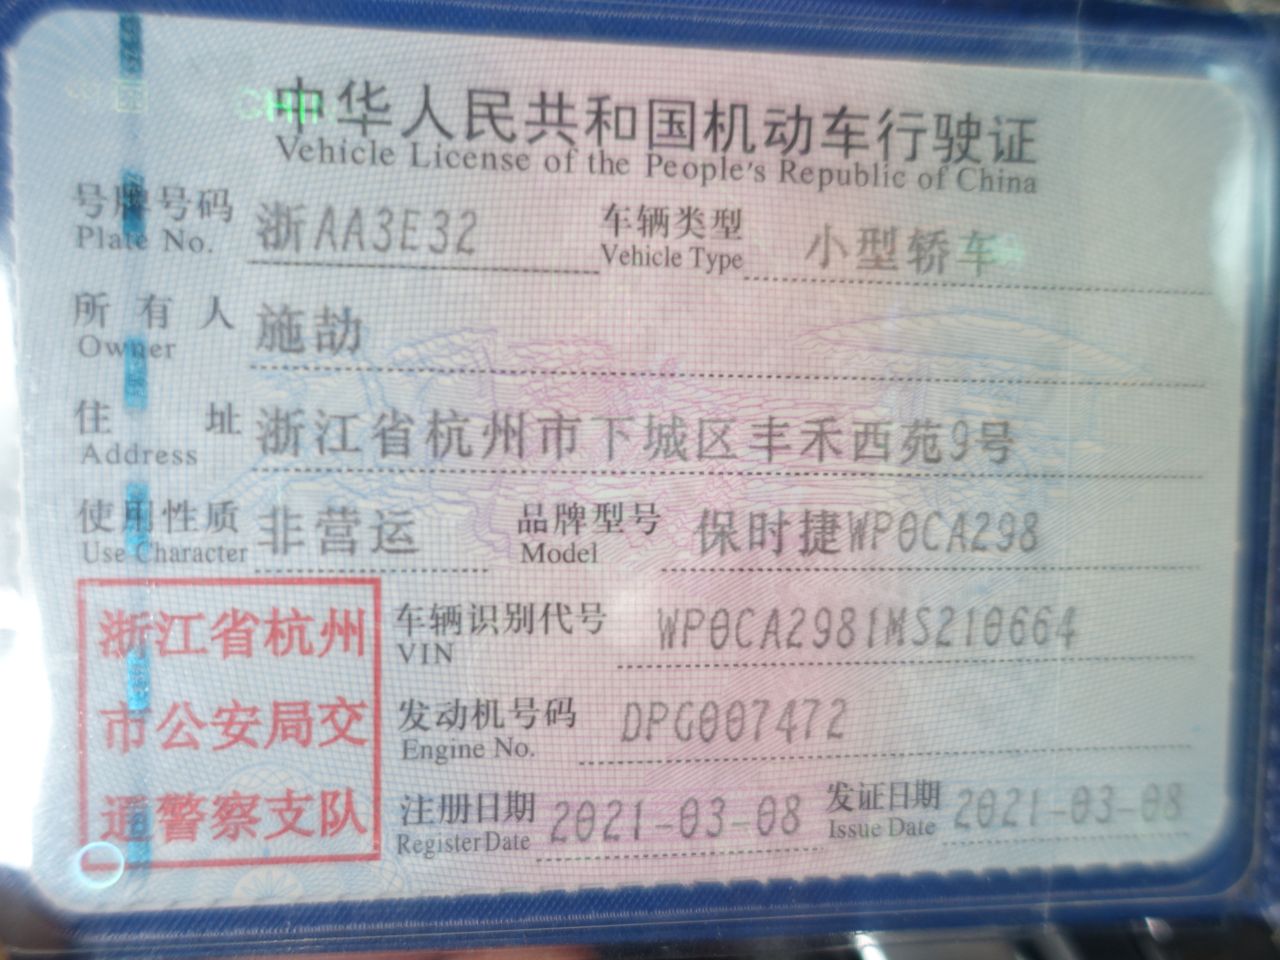 中华人民共和国机动车行驶证
Vehicle License of the People's Republic of China
号牌号码 浙AA3E32 车辆类型 小型轿车
Plate No. Vehicle Type
所有人 施劼
Owner
住址 浙江省杭州市下城区丰禾西苑9号
Address
使用性质 非营运 品牌型号 保时捷WP0CA298
Use Character Model
浙江省杭州 车辆识别代号 WP0CA2981MS210664
VIN
市公安局交 发动机号码 DPG007472
Engine No.
通警察支队 注册日期 2021-03-08 发证日期 2021-03-08
Register Date Issue Date